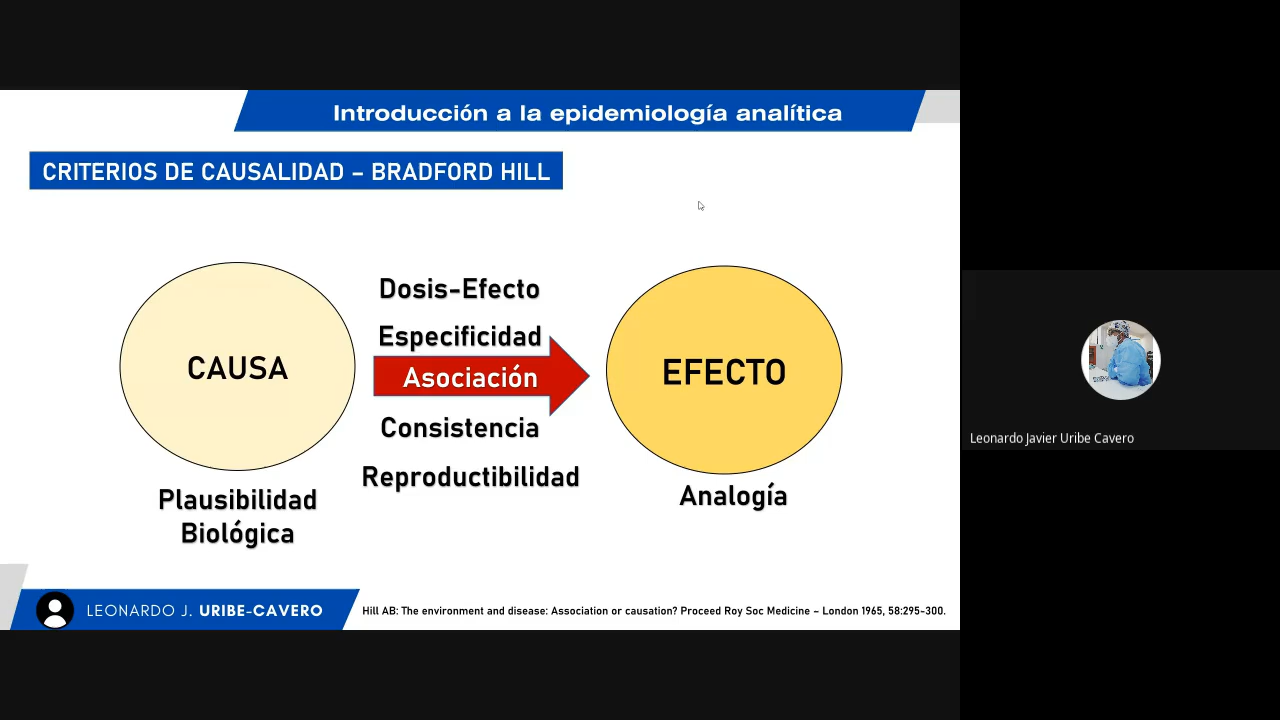 Introducción a la epidemiología analítica
CRITERIOS DE CAUSALIDAD – BRADFORD HILL
CAUSA
Dosis-Efecto
Especificidad
Asociación
Consistencia
Reproductibilidad
EFECTO
Plausibilidad
Biológica
Analogía
LEONARDO J. URIBE-CAVERO
Hill AB: The environment and disease: Association or causation? Proceed Roy Soc Medicine – London 1965, 58:295-300.
Leonardo Javier Uribe Cavero